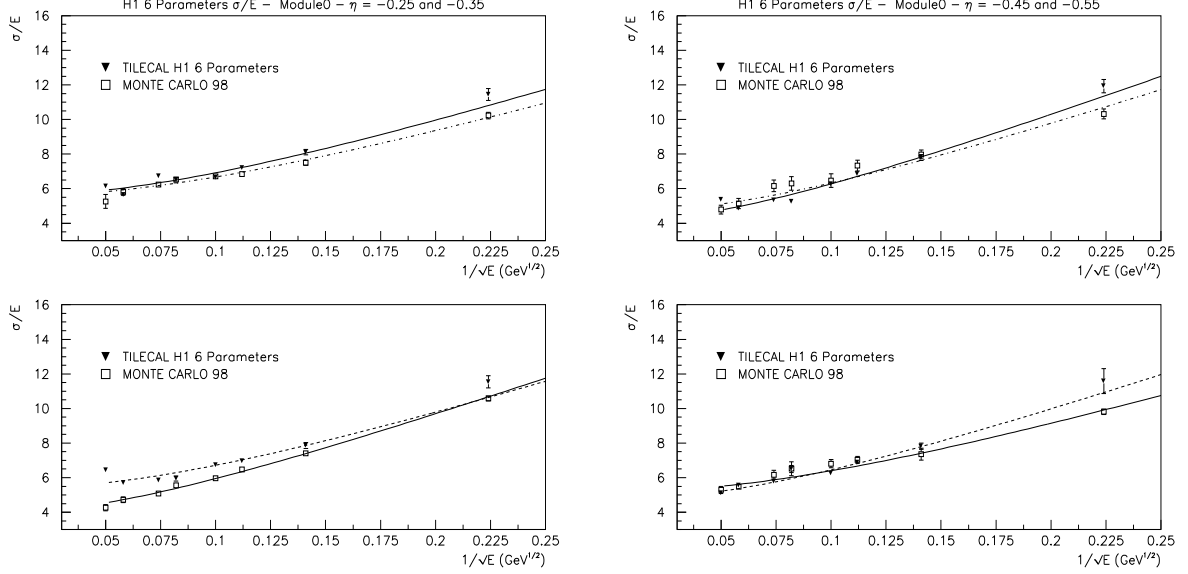 H1 6 Parameters σ/E − Module0 − η = −0.25 and −0.35
σ/E
16
14
12
10
8
6
4
▼ TILECAL H1 6 Parameters
□ MONTE CARLO 98
0.05 0.075 0.1 0.125 0.15 0.175 0.2 0.225 0.25
1/√E (GeV^1/2)
H1 6 Parameters σ/E − Module0 − η = −0.45 and −0.55
σ/E
16
14
12
10
8
6
4
▼ TILECAL H1 6 Parameters
□ MONTE CARLO 98
0.05 0.075 0.1 0.125 0.15 0.175 0.2 0.225 0.25
1/√E (GeV^1/2)
σ/E
16
14
12
10
8
6
4
▼ TILECAL H1 6 Parameters
□ MONTE CARLO 98
0.05 0.075 0.1 0.125 0.15 0.175 0.2 0.225 0.25
1/√E (GeV^1/2)
σ/E
16
14
12
10
8
6
4
▼ TILECAL H1 6 Parameters
□ MONTE CARLO 98
0.05 0.075 0.1 0.125 0.15 0.175 0.2 0.225 0.25
1/√E (GeV^1/2)